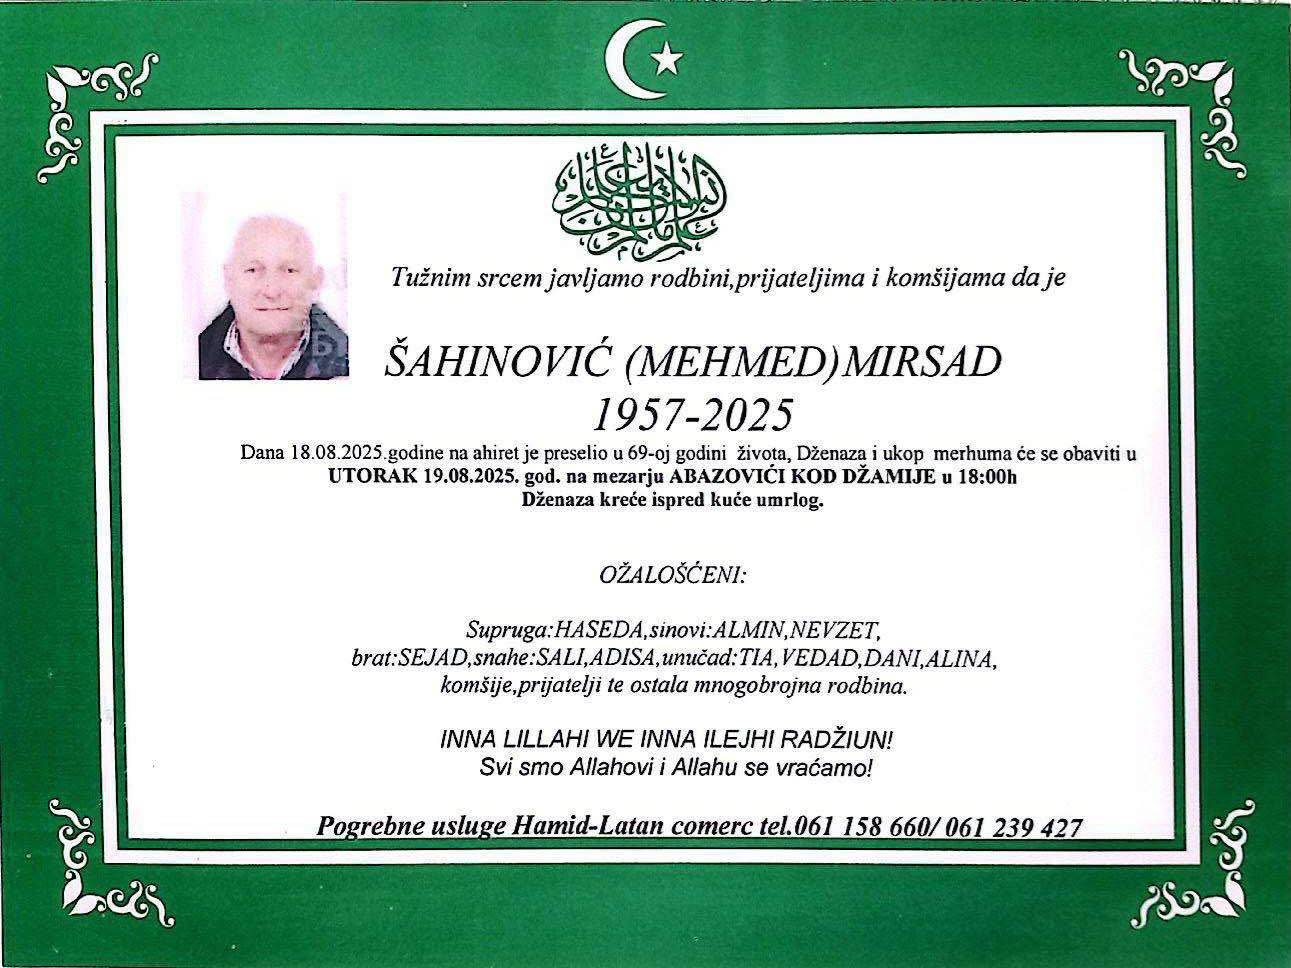 Tužnim srcem javljamo rodbini,prijateljima i komšijama da je
ŠAHINOVIĆ (MEHMED)MIRSAD
1957-2025
Dana 18.08.2025.godine na ahiret je preselio u 69-oj godini života, Dženaza i ukop merhuma će se obaviti u
UTORAK 19.08.2025. god. na mezarju ABAZOVIĆI KOD DŽAMIJE u 18:00h
Dženaza kreće ispred kuće umrlog.
OŽALOŠĆENI:
Supruga:HASEDA,sinovi:ALMIN,NEVZET,
brat:SEJAD,snahe:SALI,ADISA,unučad:TIA,VEDAD,DANI,ALINA,
komšije,prijatelji te ostala mnogobrojna rodbina.
INNA LILLAHI WE INNA ILEJHI RADŽIUN!
Svi smo Allahovi i Allahu se vraćamo!
Pogrebne usluge Hamid-Latan comerc tel.061 158 660/ 061 239 427